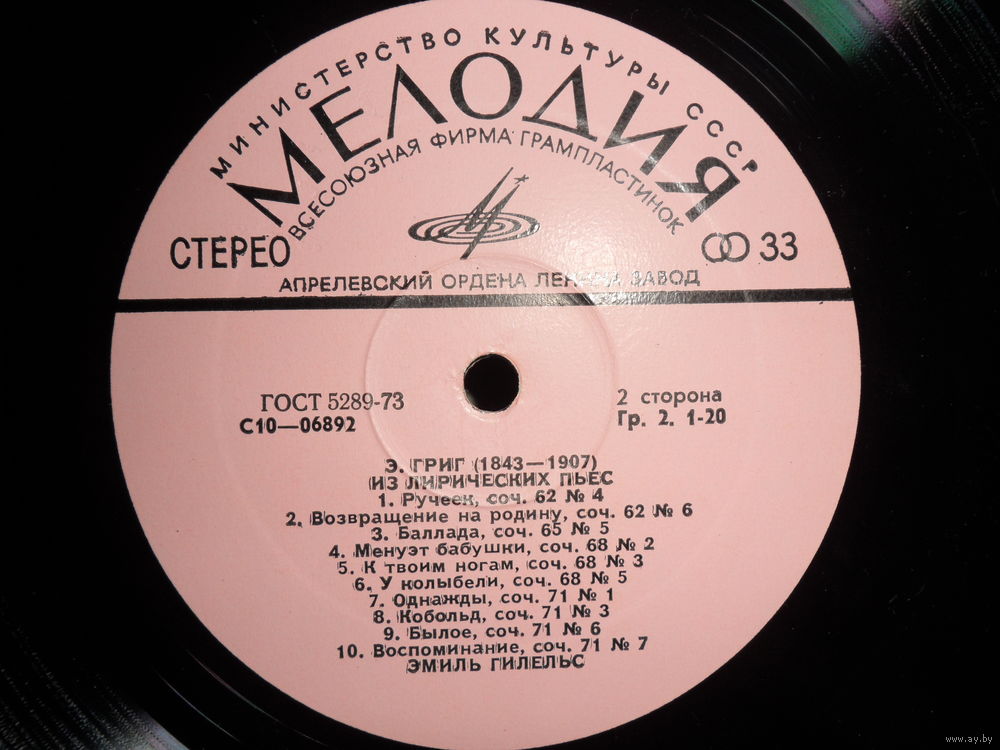 МИНИСТЕРСТВО КУЛЬТУРЫ СССР
МЕЛОДИЯ
ВСЕСОЮЗНАЯ ФИРМА ГРАМПЛАСТИНОК
СТЕРЕО
33
АПРЕЛЕВСКИЙ ОРДЕНА ЛЕНИНА ЗАВОД
ГОСТ 5289-73
С10—06892
2 сторона
Гр. 2. 1-20
Э. ГРИГ (1843—1907)
ИЗ ЛИРИЧЕСКИХ ПЬЕС
1. Ручеек, соч. 62 № 4
2. Возвращение на родину, соч. 62 № 6
3. Баллада, соч. 65 № 5
4. Менуэт бабушки, соч. 68 № 2
5. К твоим ногам, соч. 68 № 3
6. У колыбели, соч. 68 № 5
7. Однажды, соч. 71 № 1
8. Кобольд, соч. 71 № 3
9. Былое, соч. 71 № 6
10. Воспоминание, соч. 71 № 7
ЭМИЛЬ ГИЛЕЛЬС
www.ay.by